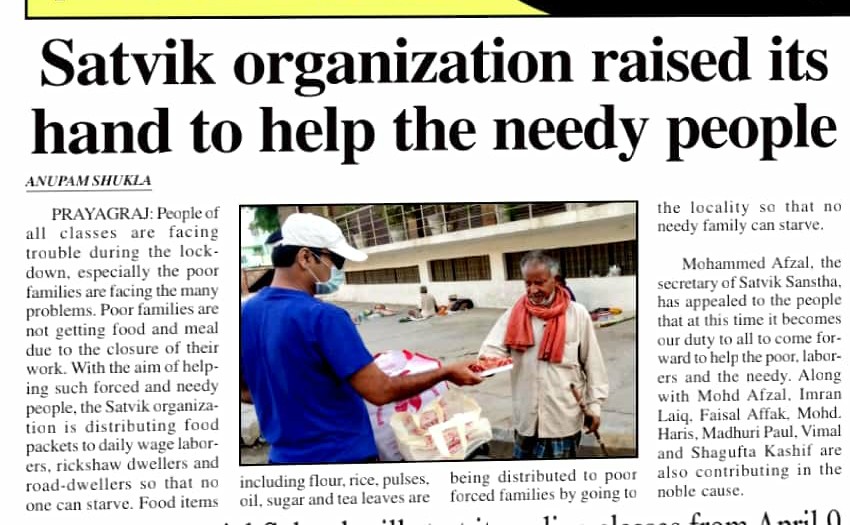 Satvik organization raised its
hand to help the needy people
ANUPAM SHUKLA
PRAYAGRAJ: People of
all classes are facing
trouble during the lock-
down, especially the poor
families are facing the many
problems. Poor families are
not getting food and meal
due to the closure of their
work. With the aim of help-
ing such forced and needy
people, the Satvik organiza-
tion is distributing food
packets to daily wage labor-
ers, rickshaw dwellers and
road-dwellers so that no
one can starve. Food items
including flour, rice, pulses,
oil, sugar and tea leaves are
being distributed to poor
forced families by going to
the locality so that no
needy family can starve.
Mohammed Afzal, the
secretary of Satvik Sanstha,
has appealed to the people
that at this time it becomes
our duty to all to come for-
ward to help the poor, labor-
ers and the needy. Along
with Mohd Afzal, Imran
Laiq, Faisal Affak, Mohd.
Haris, Madhuri Paul, Vimal
and Shagufta Kashif are
also contributing in the
noble cause.
classes from April 9